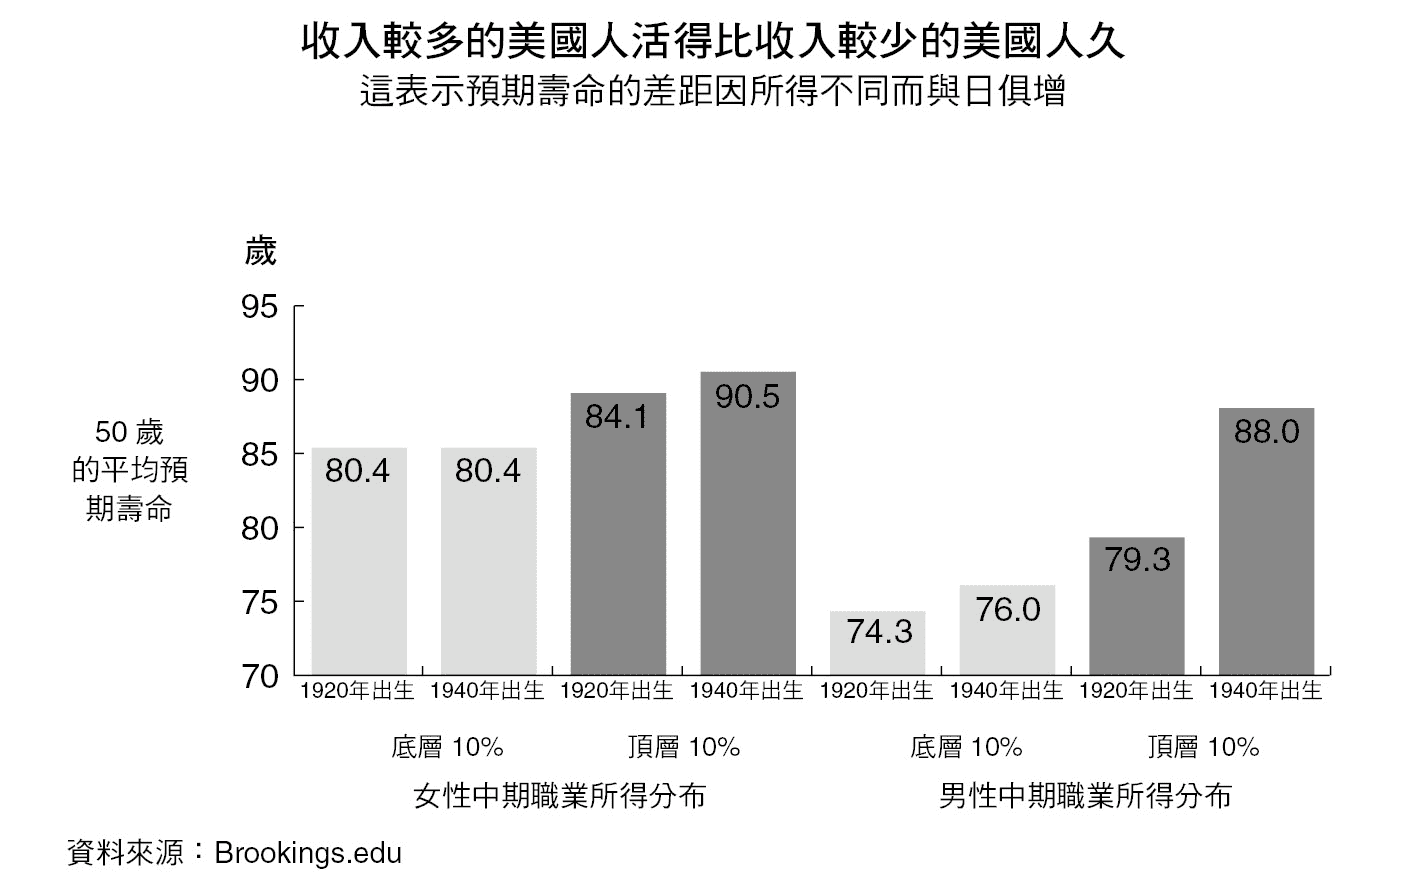 收入較多的美國人活得比收入較少的美國人久
這表示預期壽命的差距因所得不同而與日俱增
歲
95
90
85
80
75
70
50 歲
的平均預
期壽命
80.4
80.4
84.1
90.5
74.3
76.0
79.3
88.0
1920年出生 1940年出生 1920年出生 1940年出生 1920年出生 1940年出生 1920年出生 1940年出生
底層 10% 頂層 10% 底層 10% 頂層 10%
女性中期職業所得分布 男性中期職業所得分布
資料來源：Brookings.edu